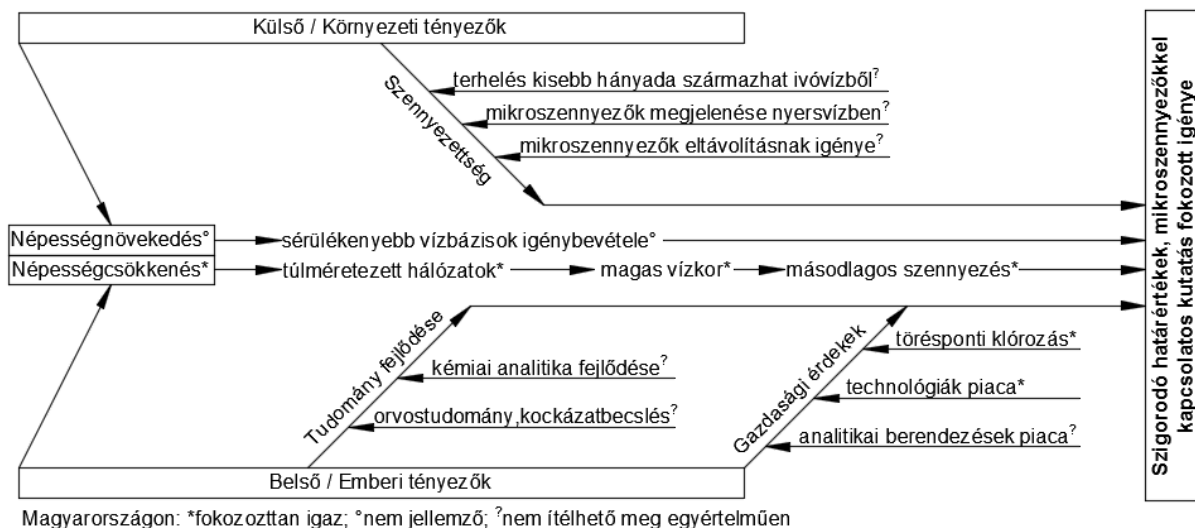 Külső / Környezeti tényezők
Szennyezettség
terhelés kisebb hányada származhat ivóvízből?
mikroszennyezők megjelenése nyersvízben?
mikroszennyezők eltávolításnak igénye?
Népességnövekedés°
sérülékenyebb vízbázisok igénybevétele°
Népességcsökkenés*
túlméretezett hálózatok*
magas vízkor*
másodlagos szennyezés*
Tudomány fejlődése
kémiai analitika fejlődése?
orvostudomány,kockázatbecslés?
Gazdasági érdekek
törésponti klórozás*
technológiák piaca*
analitikai berendezések piaca?
Belső / Emberi tényezők
Szigorodó határértékek, mikroszennyezőkkel
kapcsolatos kutatás fokozott igénye
Magyarországon: *fokozozttan igaz; °nem jellemző; ?nem ítélhető meg egyértelműen